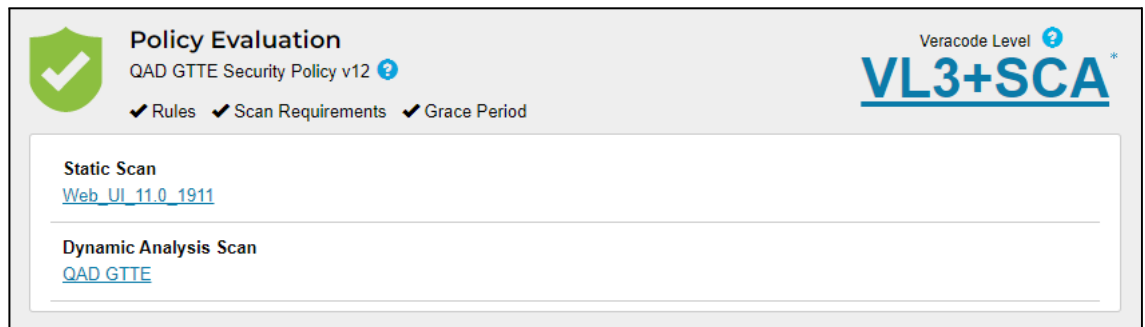 Policy Evaluation
QAD GTTE Security Policy v12 ?
✔ Rules ✔ Scan Requirements ✔ Grace Period
Veracode Level ?
VL3+SCA*
Static Scan
Web_UI_11.0_1911
Dynamic Analysis Scan
QAD GTTE